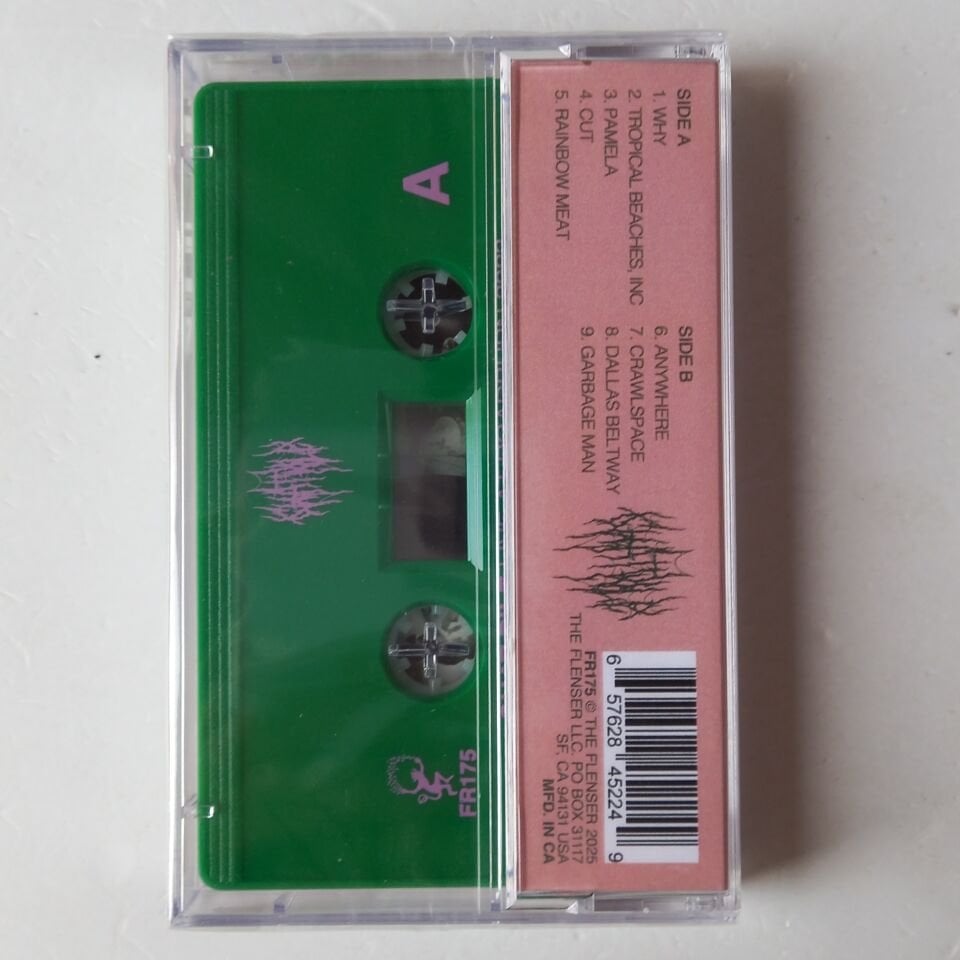 SIDE A
1. WHY
2. TROPICAL BEACHES, INC
3. PAMELA
4. CUT
5. RAINBOW MEAT
SIDE B
6. ANYWHERE
7. CRAWLSPACE
8. DALLAS BELTWAY
9. GARBAGE MAN
6 57628 45224 9
FR175 © THE FLENSER 2025
THE FLENSER LLC. PO BOX 31117
SF, CA 94131 USA
MFD. IN CA
A
FR175